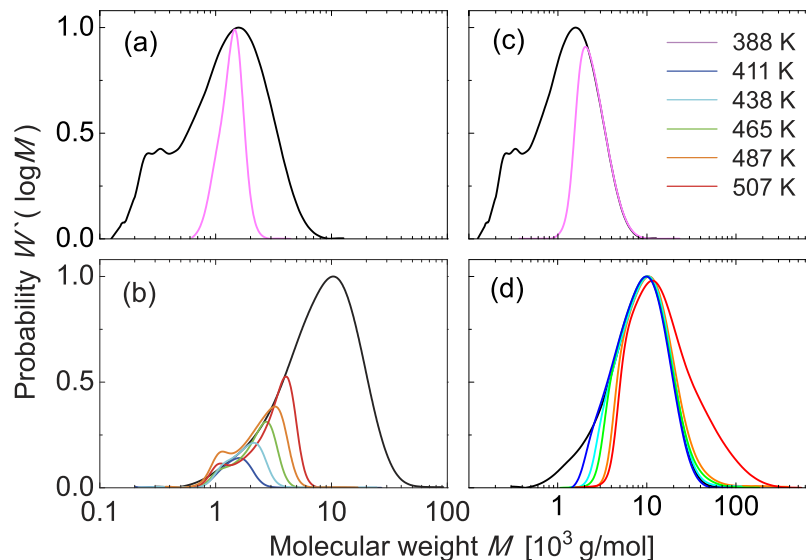 (a)
(c)
388 K
411 K
438 K
465 K
487 K
507 K
1.0
0.5
0.0
(b)
(d)
1.0
0.5
0.0
0.1 1 10 100
1 10 100
Probability W`( logM)
Molecular weight M [10³ g/mol]